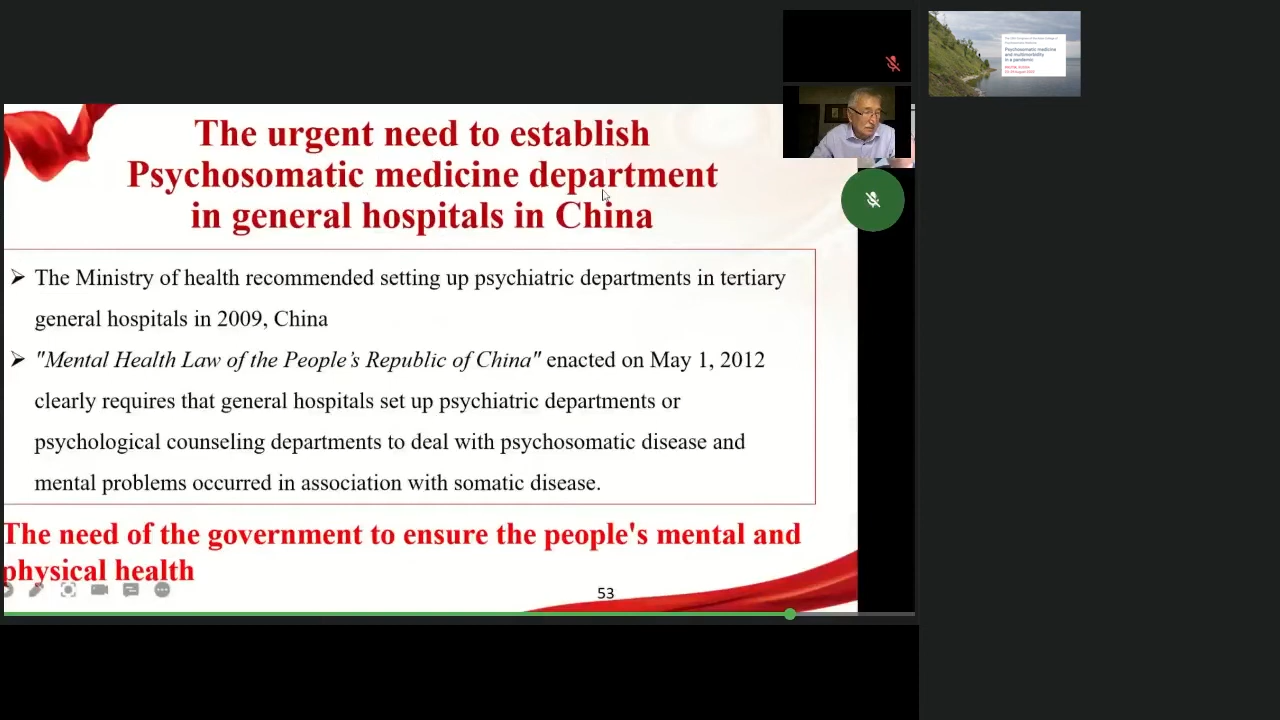 The urgent need to establish
Psychosomatic medicine department
in general hospitals in China
➢ The Ministry of health recommended setting up psychiatric departments in tertiary
general hospitals in 2009, China
➢ "Mental Health Law of the People’s Republic of China" enacted on May 1, 2012
clearly requires that general hospitals set up psychiatric departments or
psychological counseling departments to deal with psychosomatic disease and
mental problems occurred in association with somatic disease.
The need of the government to ensure the people's mental and
physical health
53
Psychosomatic medicine
and multimorbidity
in a pandemic